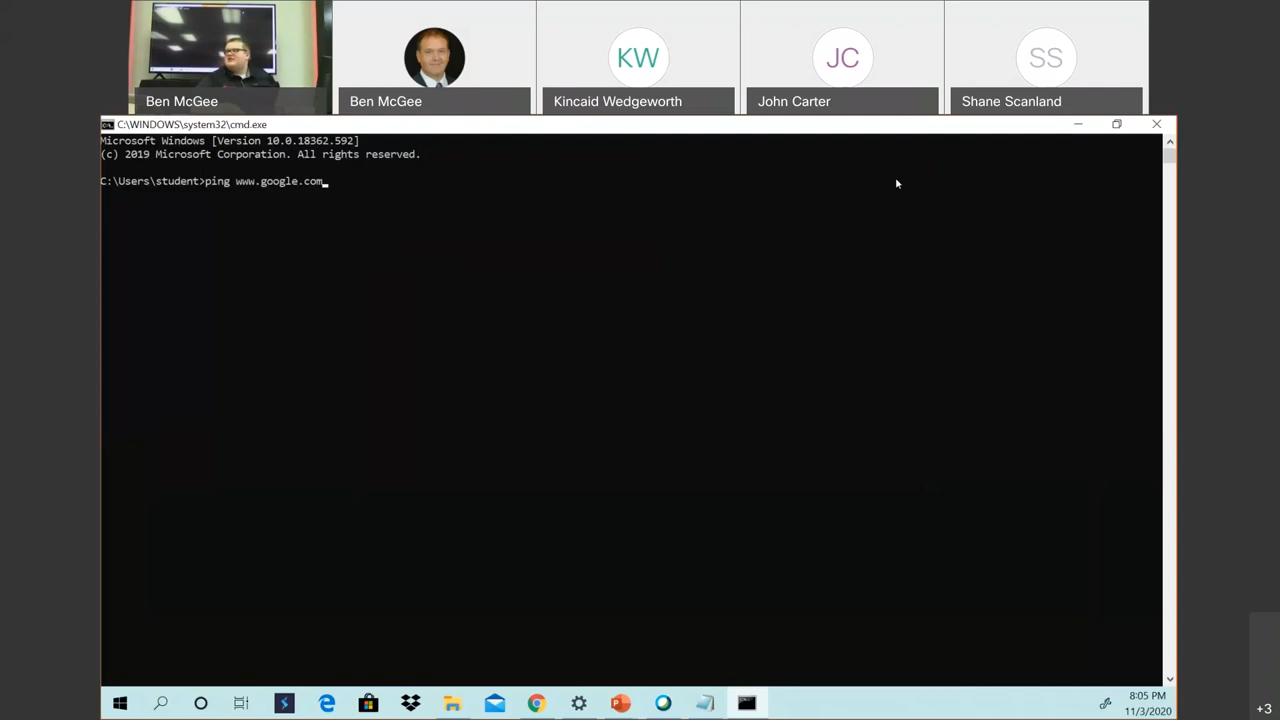 Ben McGee
Ben McGee
KW
Kincaid Wedgeworth
JC
John Carter
SS
Shane Scanland
C:\WINDOWS\system32\cmd.exe
Microsoft Windows [Version 10.0.18362.592]
(c) 2019 Microsoft Corporation. All rights reserved.
C:\Users\student>ping www.google.com
8:05 PM
11/3/2020
+3